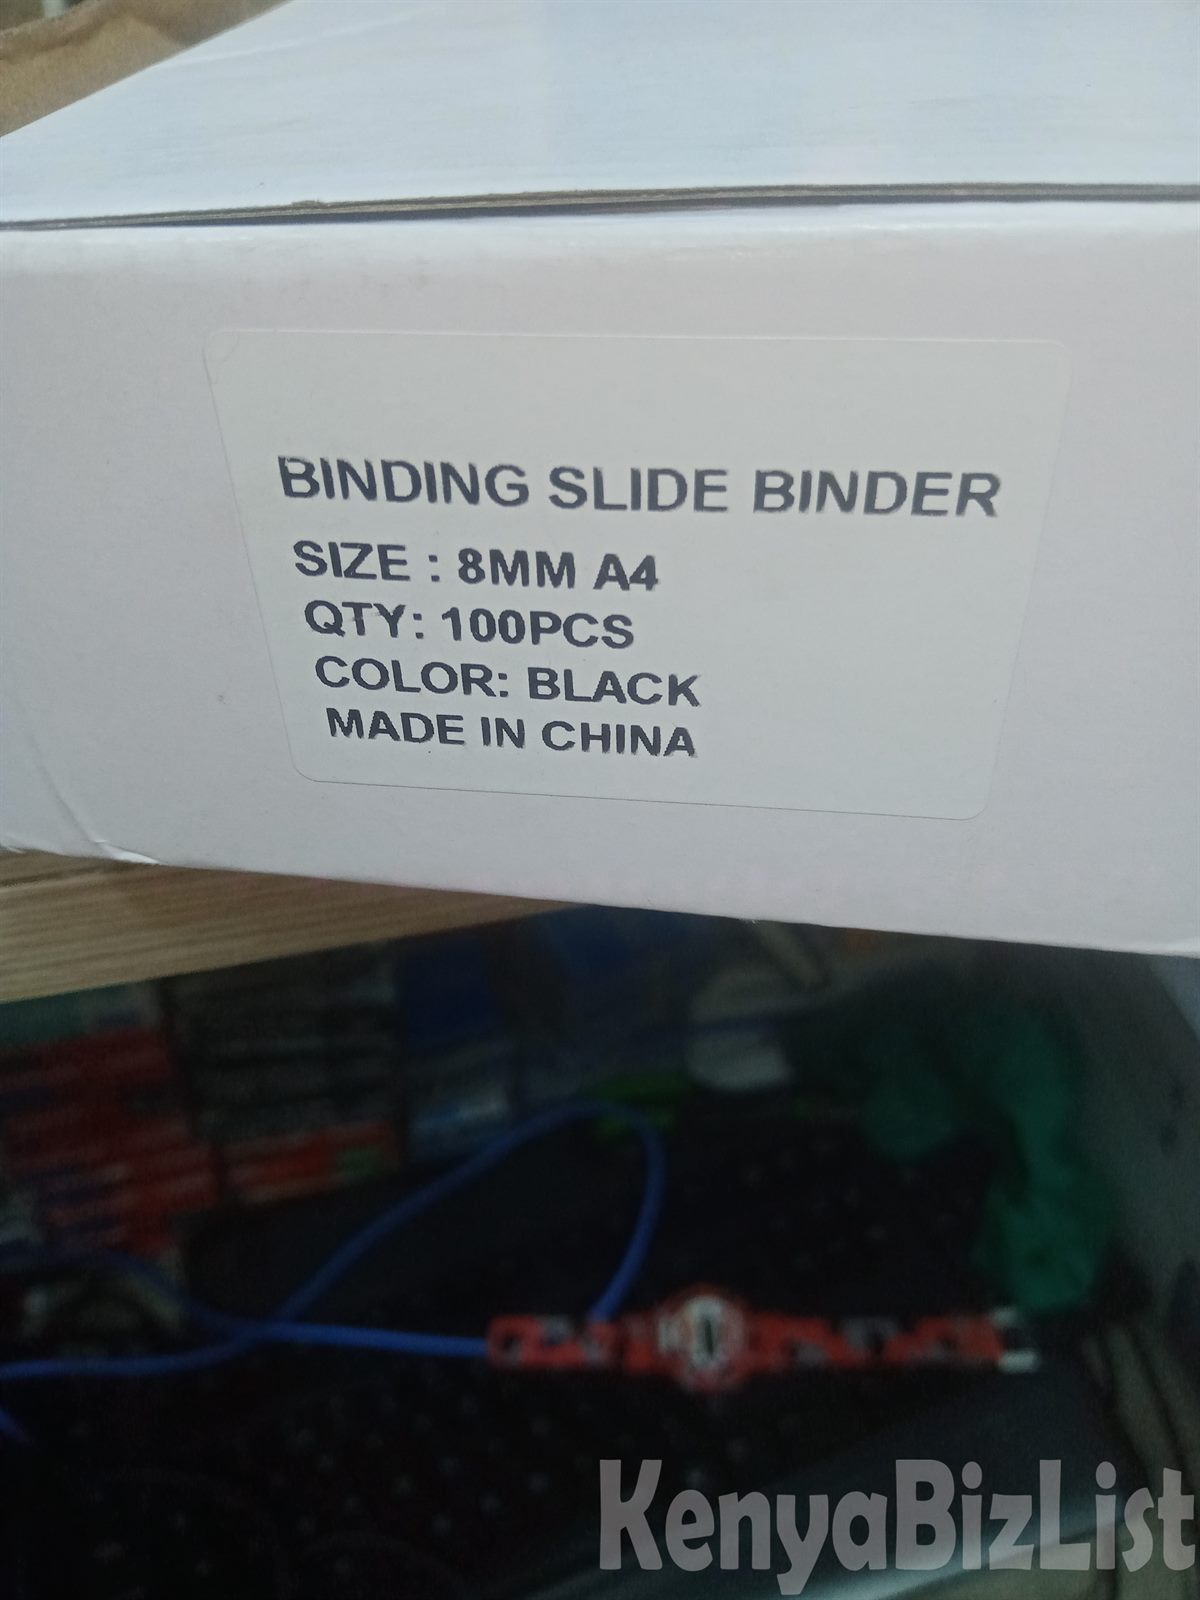 BINDING SLIDE BINDER
SIZE : 8MM A4
QTY: 100PCS
COLOR: BLACK
MADE IN CHINA
KenyaBizList